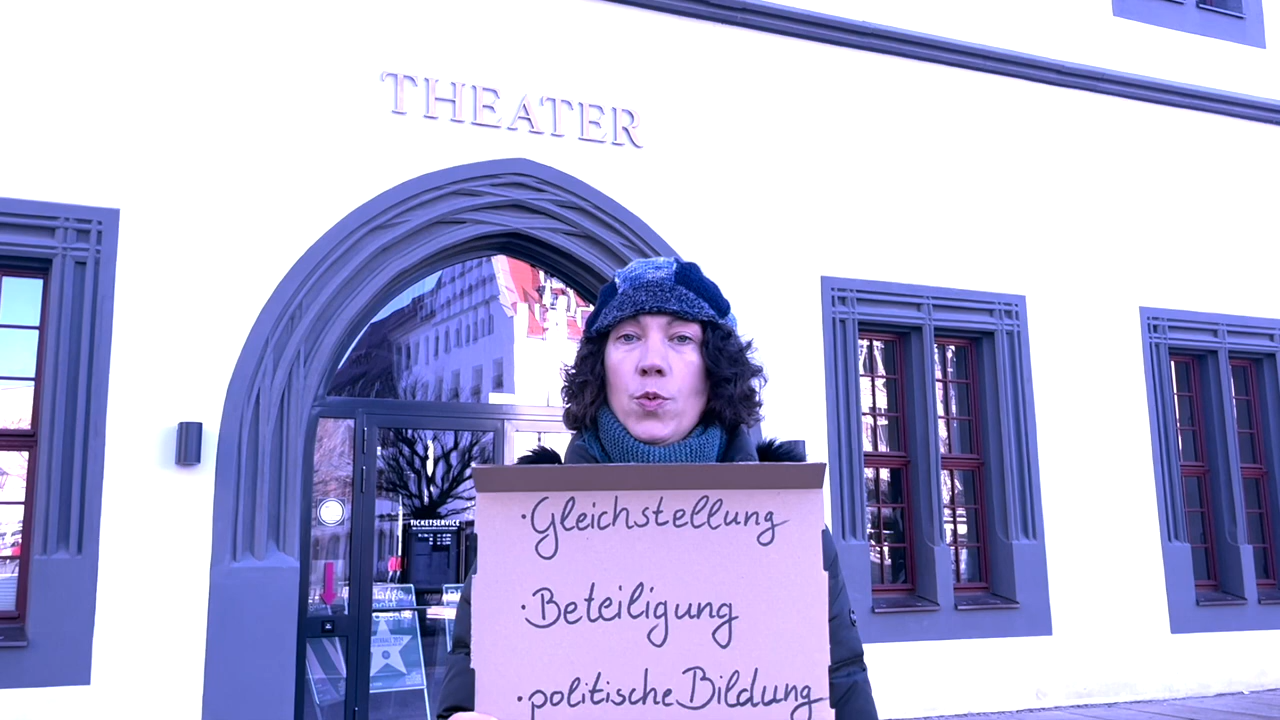 THEATER
TICKETSERVICE
·Gleichstellung
·Beteiligung
·politische Bildung